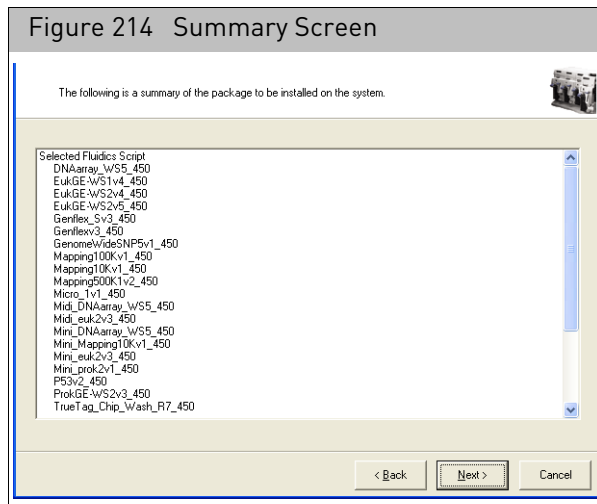 Figure 214 Summary Screen
The following is a summary of the package to be installed on the system.
Selected Fluidics Script
DNAarray_WS5_450
EukGE-WS1v4_450
EukGE-WS2v4_450
EukGE-WS2v5_450
Genflex_Sv3_450
Genflexv3_450
GenomeWideSNP5v1_450
Mapping100Kv1_450
Mapping10Kv1_450
Mapping500K1v2_450
Micro_1v1_450
Midi_DNAarray_WS5_450
Midi_euk2v3_450
Mini_DNAarray_WS5_450
Mini_Mapping10Kv1_450
Mini_euk2v3_450
Mini_prok2v1_450
P53v2_450
ProkGE-WS2v3_450
TrueTag_Chip_Wash_R7_450
< Back Next > Cancel